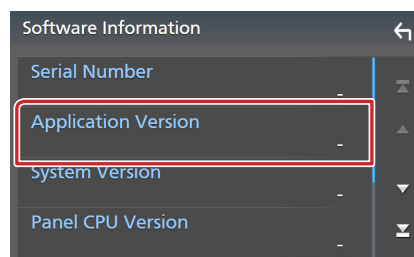 Software Information
Serial Number
-
Application Version
-
System Version
-
Panel CPU Version
-